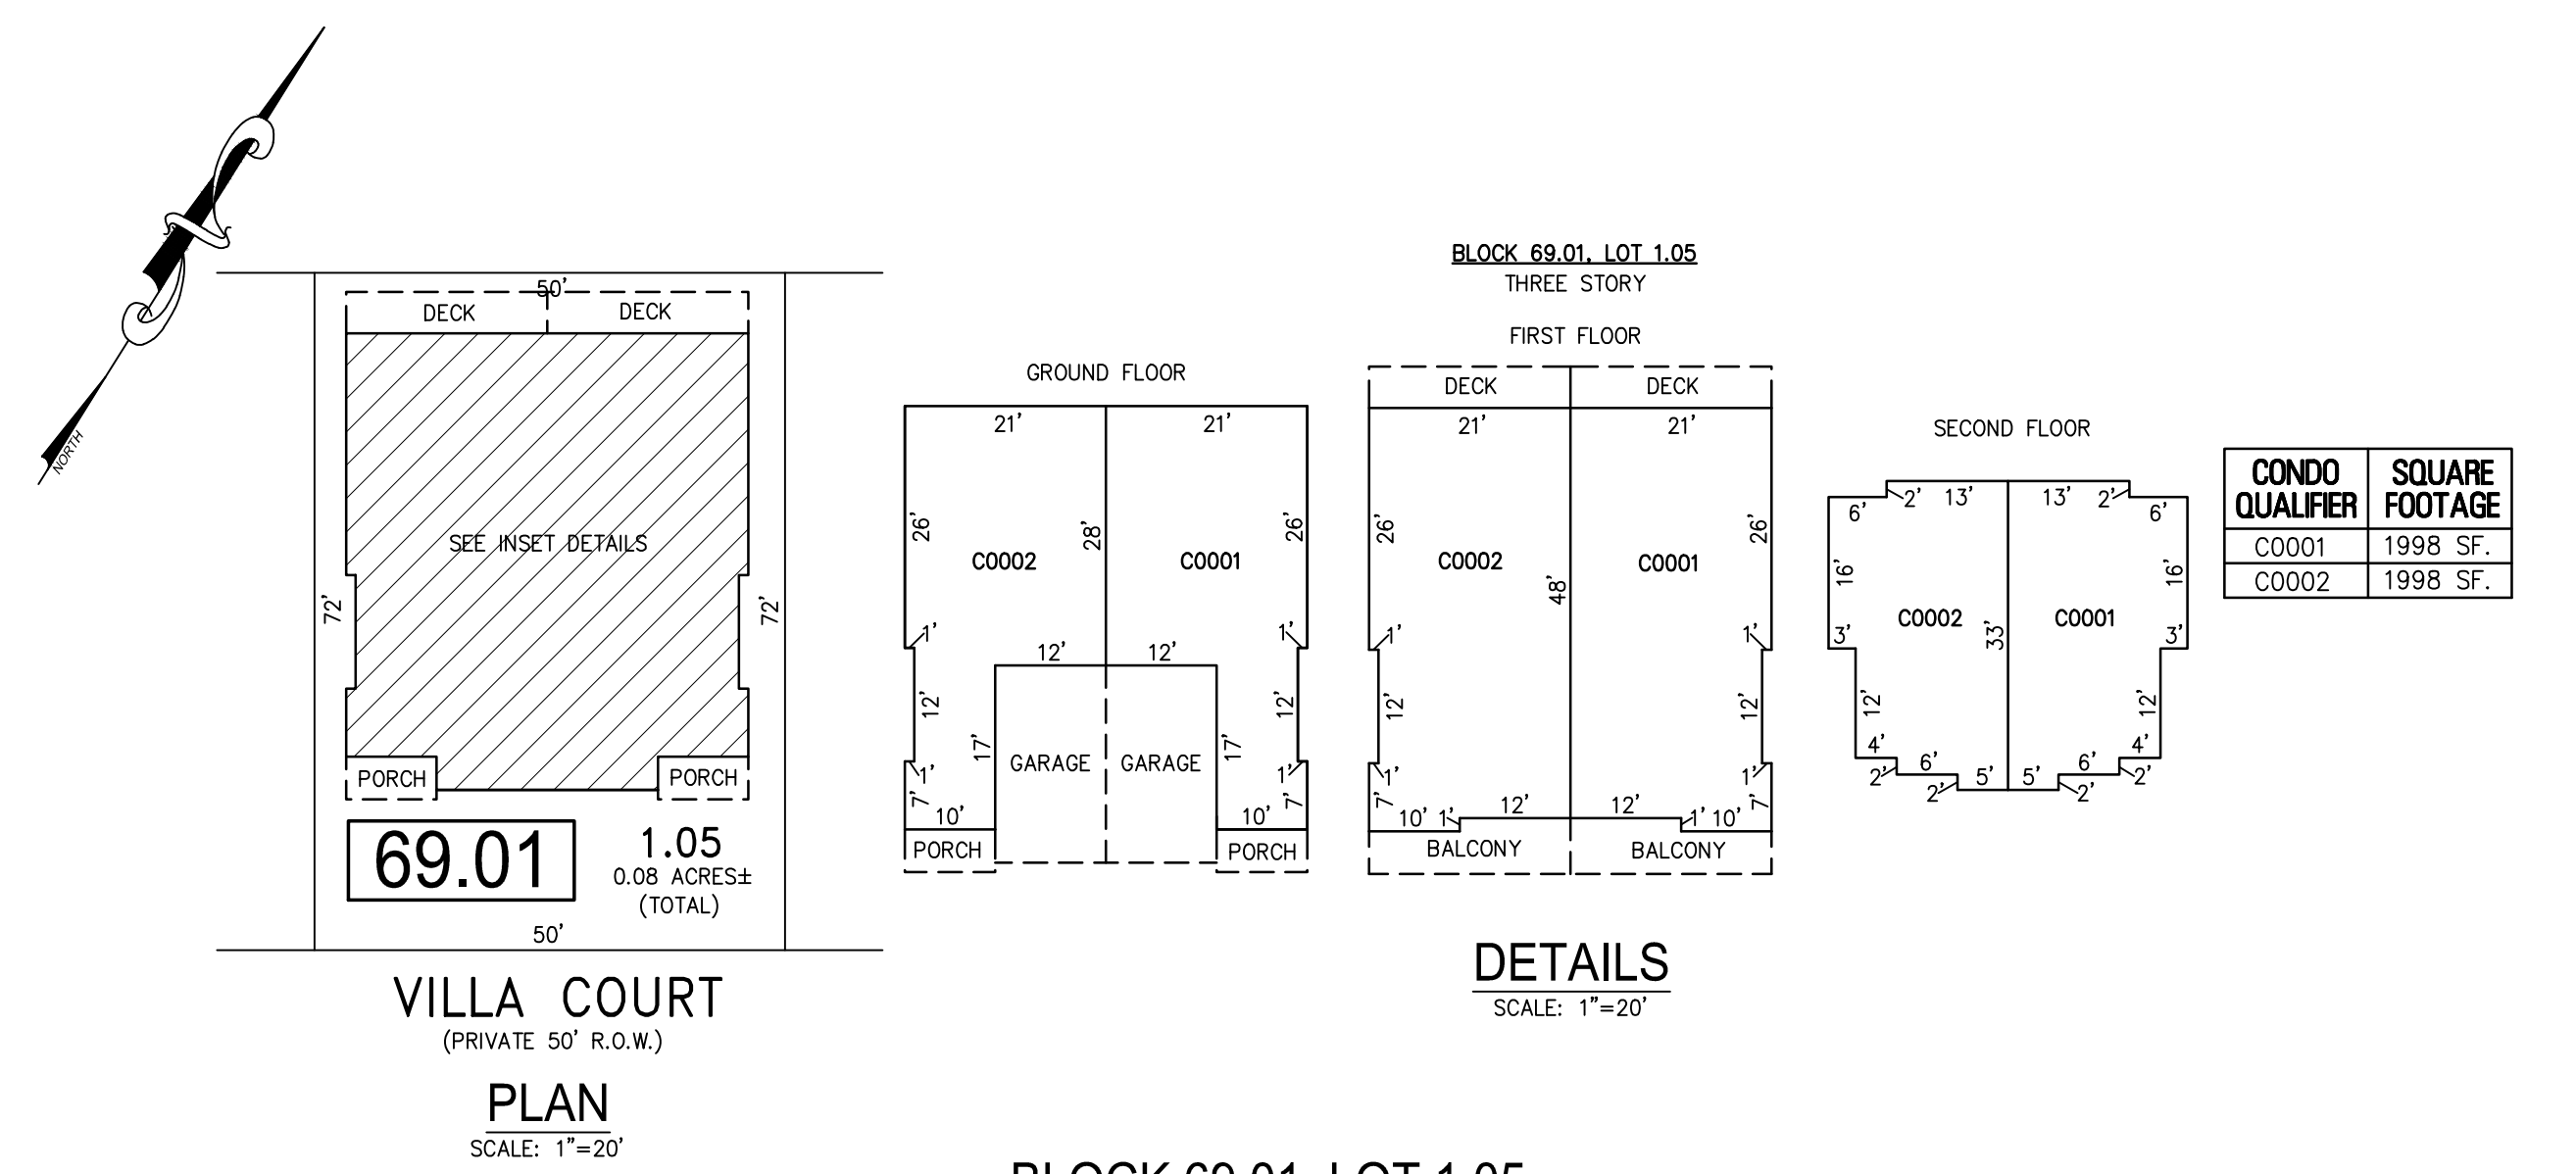 NORTH
50'
DECK DECK
SEE INSET DETAILS
72' 72'
PORCH PORCH
69.01
1.05
0.08 ACRES±
(TOTAL)
50'
VILLA COURT
(PRIVATE 50' R.O.W.)
PLAN
SCALE: 1"=20'
BLOCK 69.01, LOT 1.05
THREE STORY
GROUND FLOOR
21' 21'
26' 28' 26'
C0002 C0001
1' 1'
12' 12'
12' 12'
17' 17'
GARAGE GARAGE
1' 1'
7' 7'
10' 10'
PORCH PORCH
FIRST FLOOR
DECK DECK
21' 21'
26' 26'
C0002 C0001
48'
1' 1'
12' 12'
1' 1'
7' 7'
10' 1' 12' 12' 1' 10'
BALCONY BALCONY
SECOND FLOOR
6' 2' 13' 13' 2' 6'
16' 16'
C0002 C0001
3' 33' 3'
12' 12'
4' 4'
2' 6' 6' 2'
2' 5' 5' 2'
CONDO QUALIFIER SQUARE FOOTAGE
C0001 1998 SF.
C0002 1998 SF.
DETAILS
SCALE: 1"=20'
BLOCK 69.01, LOT 1.05